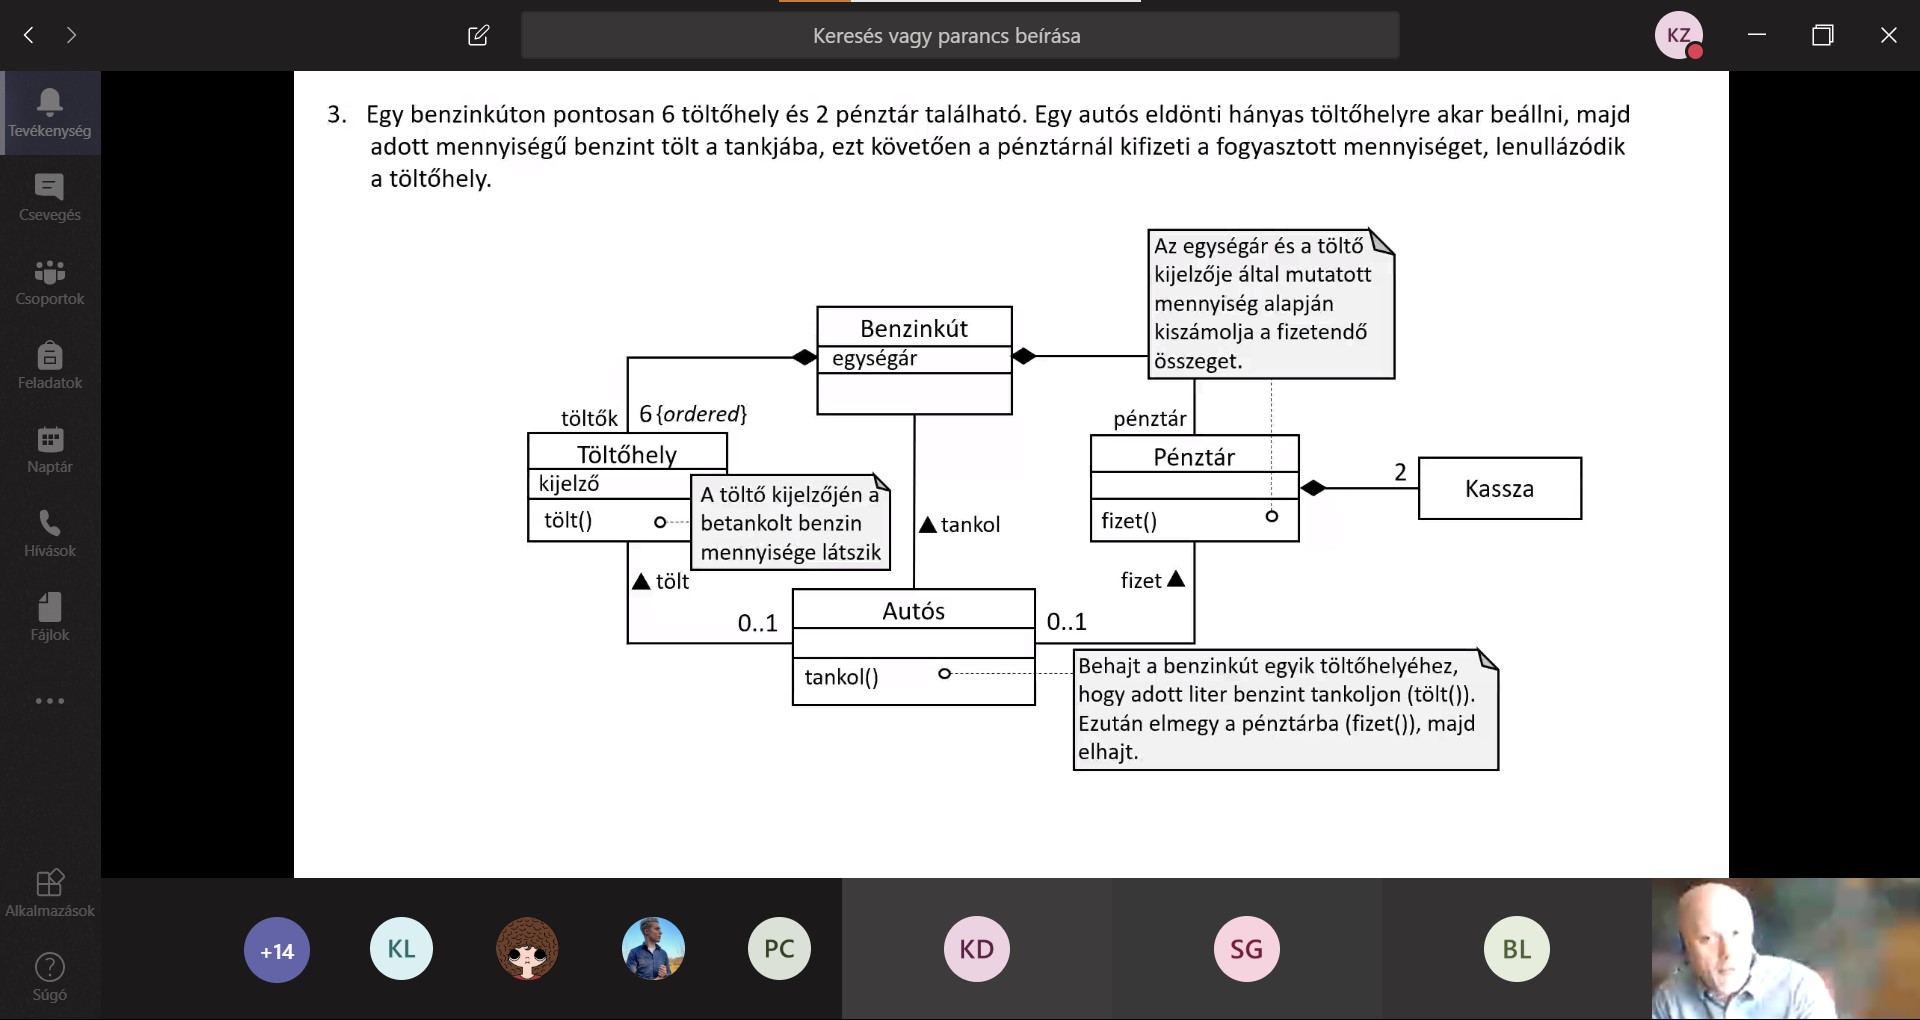 Keresés vagy parancs beírása
KZ
Tevékenység
Csevegés
Csoportok
Feladatok
Naptár
Hívások
Fájlok
Alkalmazások
Súgó
3. Egy benzinkúton pontosan 6 töltőhely és 2 pénztár található. Egy autós eldönti hányas töltőhelyre akar beállni, majd
adott mennyiségű benzint tölt a tankjába, ezt követően a pénztárnál kifizeti a fogyasztott mennyiséget, lenullázódik
a töltőhely.
Az egységár és a töltő
kijelzője által mutatott
mennyiség alapján
kiszámolja a fizetendő
összeget.
Benzinkút
egységár
töltők
6 {ordered}
pénztár
Töltőhely
kijelző
tölt()
A töltő kijelzőjén a
betankolt benzin
mennyisége látszik
▲ tankol
Pénztár
fizet()
2
Kassza
▲ tölt
fizet ▲
0..1
Autós
0..1
tankol()
Behajt a benzinkút egyik töltőhelyéhez,
hogy adott liter benzint tankoljon (tölt()).
Ezután elmegy a pénztárba (fizet()), majd
elhajt.
+14
KL
PC
KD
SG
BL